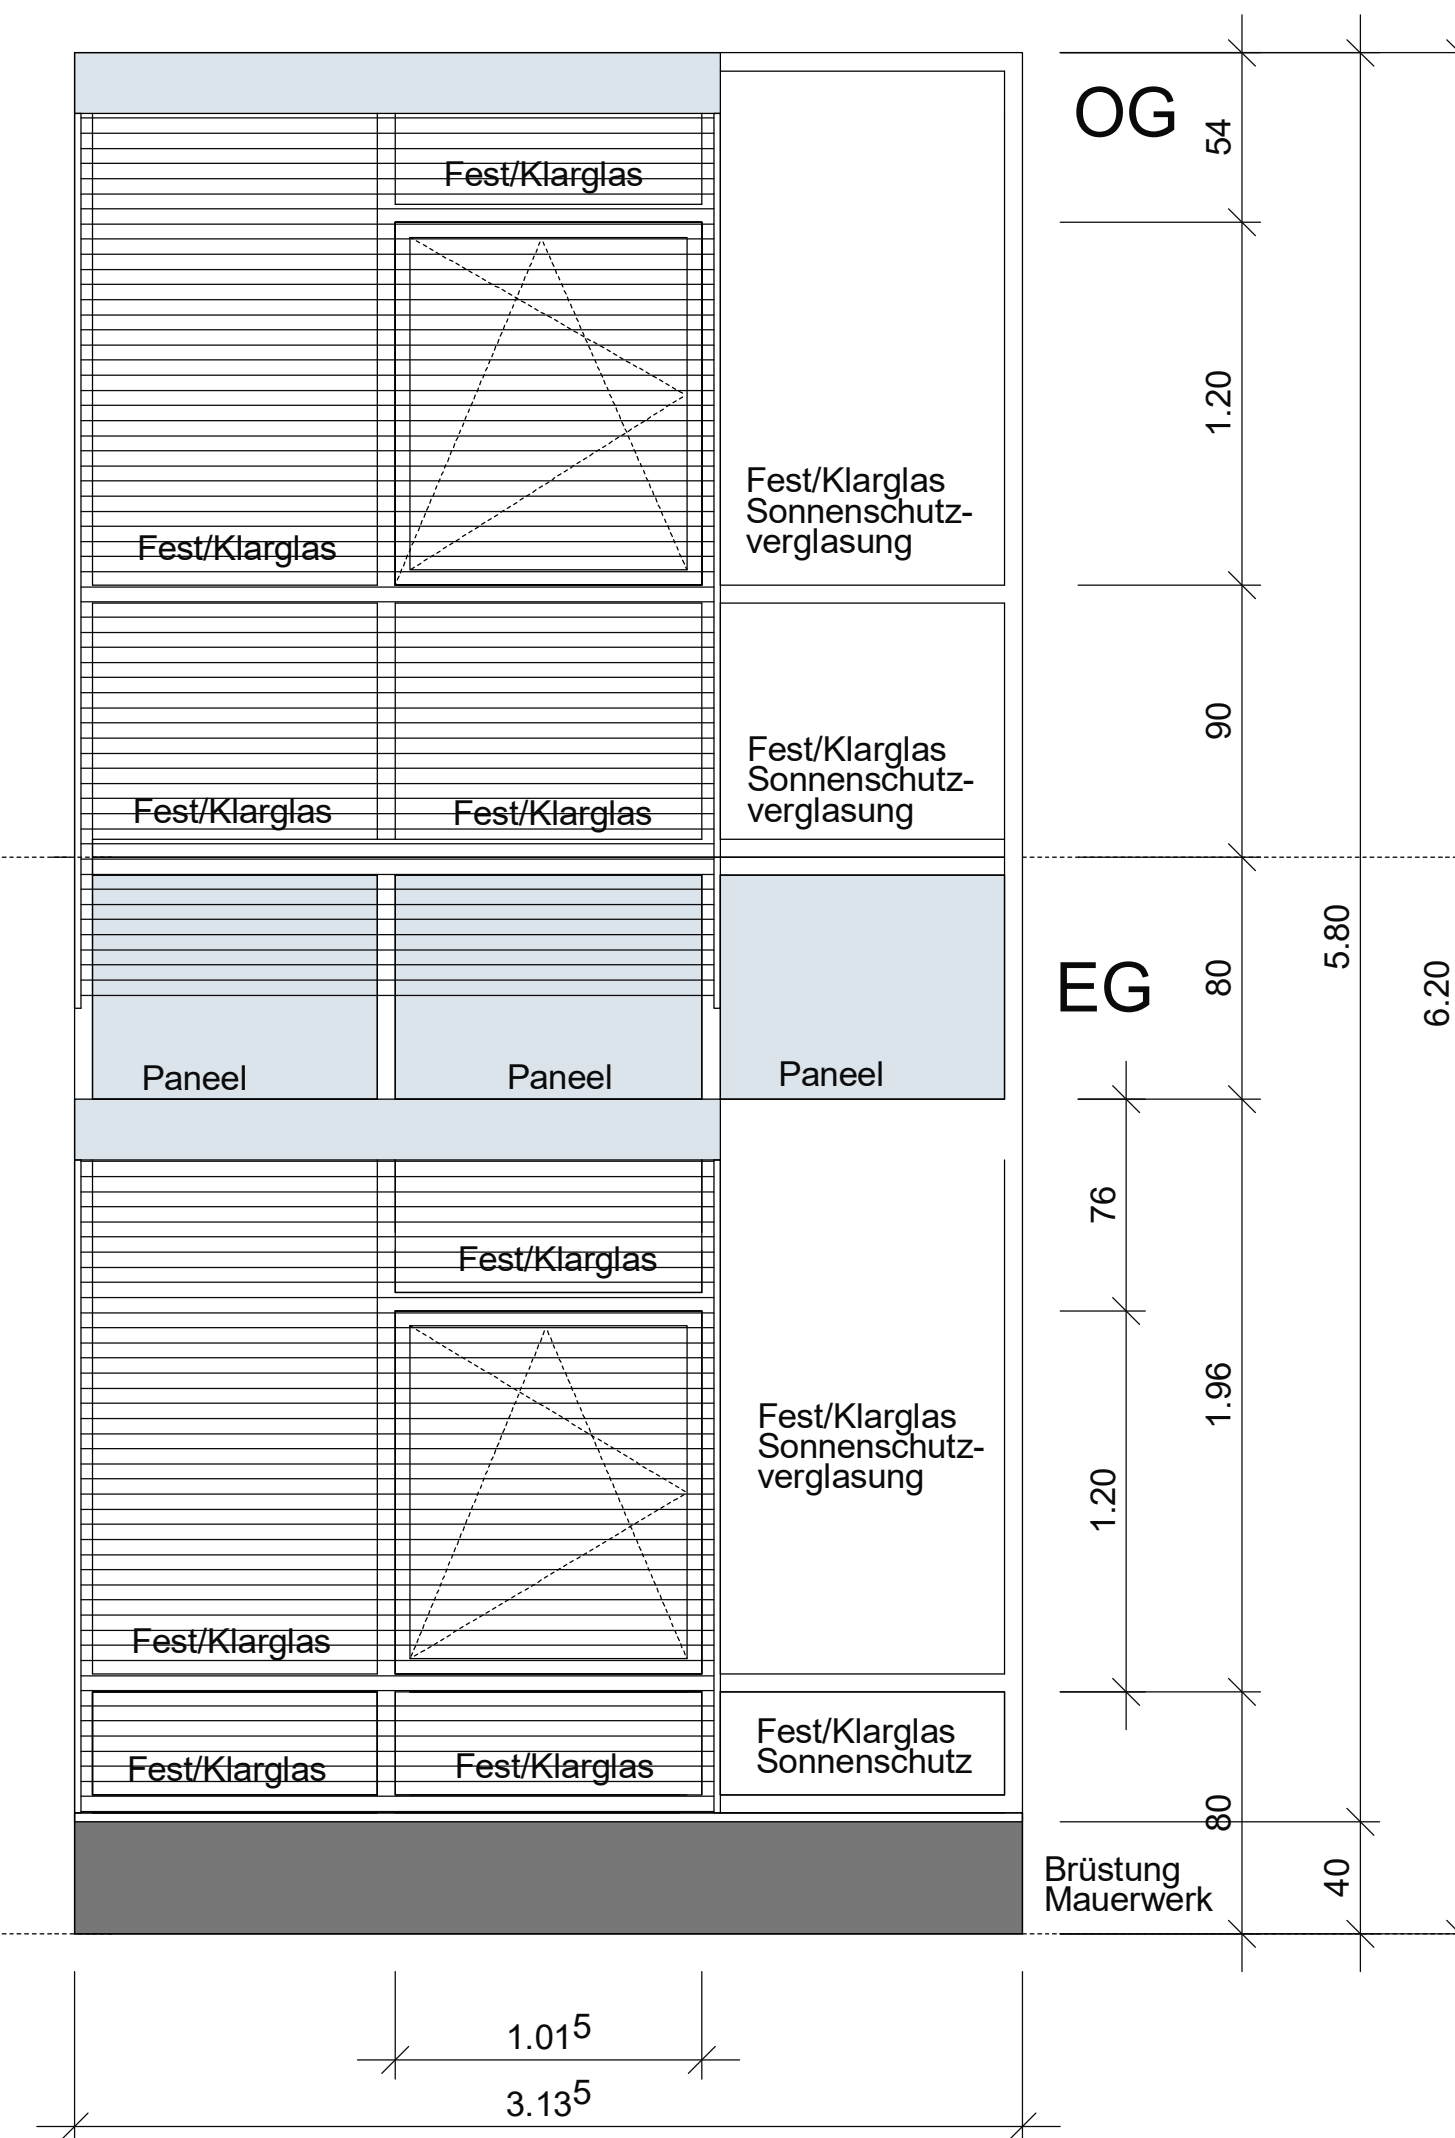 OG
54
Fest/Klarglas
1.20
Fest/Klarglas
Sonnenschutz-
verglasung
Fest/Klarglas
90
Fest/Klarglas
Sonnenschutz-
verglasung
Fest/Klarglas
Fest/Klarglas
5.80
EG
80
6.20
Paneel
Paneel
Paneel
76
Fest/Klarglas
1.96
Fest/Klarglas
Sonnenschutz-
verglasung
1.20
Fest/Klarglas
Fest/Klarglas
Sonnenschutz
Fest/Klarglas
Fest/Klarglas
80
Brüstung
Mauerwerk
40
1.01⁵
3.13⁵